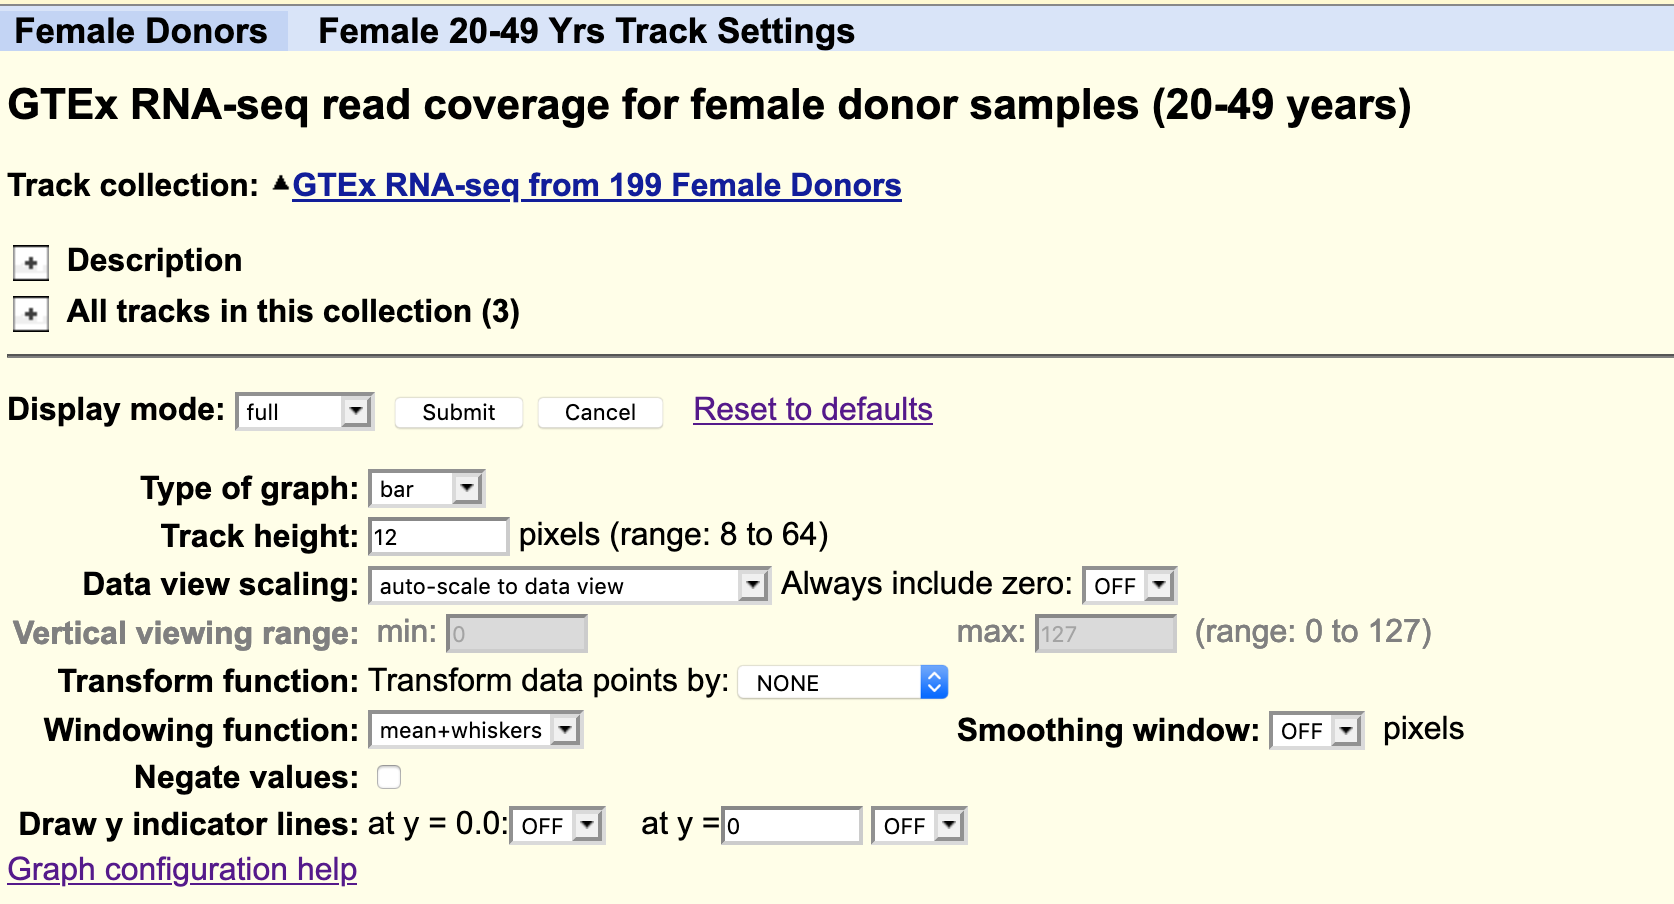 Female Donors Female 20-49 Yrs Track Settings
GTEx RNA-seq read coverage for female donor samples (20-49 years)
Track collection: GTEx RNA-seq from 199 Female Donors
+ Description
+ All tracks in this collection (3)
Display mode: full Submit Cancel Reset to defaults
Type of graph: bar
Track height: 12 pixels (range: 8 to 64)
Data view scaling: auto-scale to data view Always include zero: OFF
Vertical viewing range: min: 0 max: 127 (range: 0 to 127)
Transform function: Transform data points by: NONE
Windowing function: mean+whiskers Smoothing window: OFF pixels
Negate values:
Draw y indicator lines: at y = 0.0: OFF at y = 0 OFF
Graph configuration help